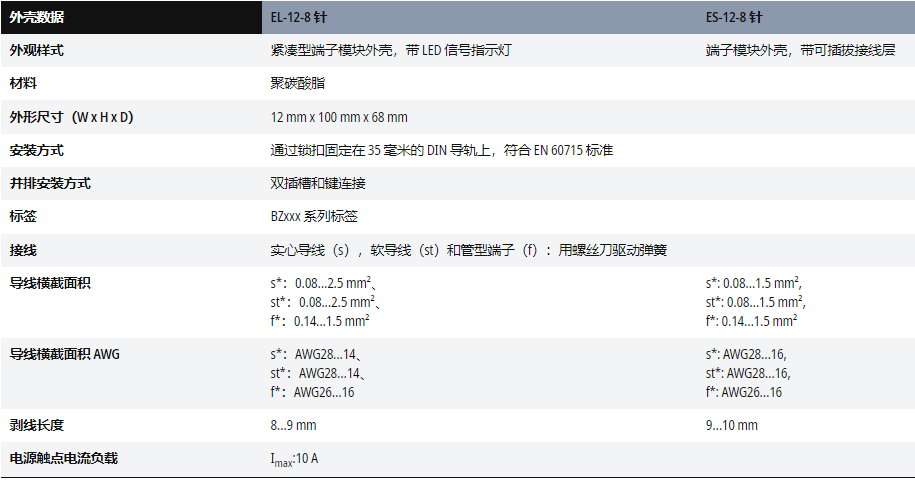 外壳数据 EL-12-8 针 ES-12-8 针
外观样式 紧凑型端子模块外壳，带 LED 信号指示灯 端子模块外壳，带可插拔接线层
材料 聚碳酸脂
外形尺寸（W x H x D） 12 mm x 100 mm x 68 mm
安装方式 通过锁扣固定在 35 毫米的 DIN 导轨上，符合 EN 60715 标准
并排安装方式 双插槽和键连接
标签 BZxxx 系列标签
接线 实心导线（s），软导线（st）和管型端子（f）：用螺丝刀驱动弹簧
导线横截面积 s*：0.08…2.5 mm²、 s*: 0.08…1.5 mm²,
st*：0.08…2.5 mm²、 st*: 0.08…1.5 mm²,
f*：0.14…1.5 mm² f*: 0.14…1.5 mm²
导线横截面积 AWG s*：AWG28…14、 s*: AWG28…16,
st*：AWG28…14、 st*: AWG28…16,
f*：AWG26…16 f*: AWG26…16
剥线长度 8…9 mm 9…10 mm
电源触点电流负载 Imax:10 A